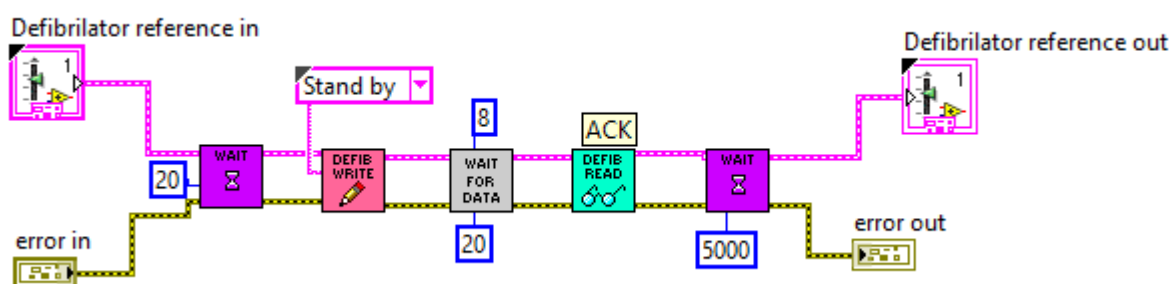 Defibrilator reference in
1
Stand by
Defibrilator reference out
1
8
ACK
WAIT
20
DEFIB
WRITE
WAIT
FOR
DATA
DEFIB
READ
WAIT
20
5000
error in
error out